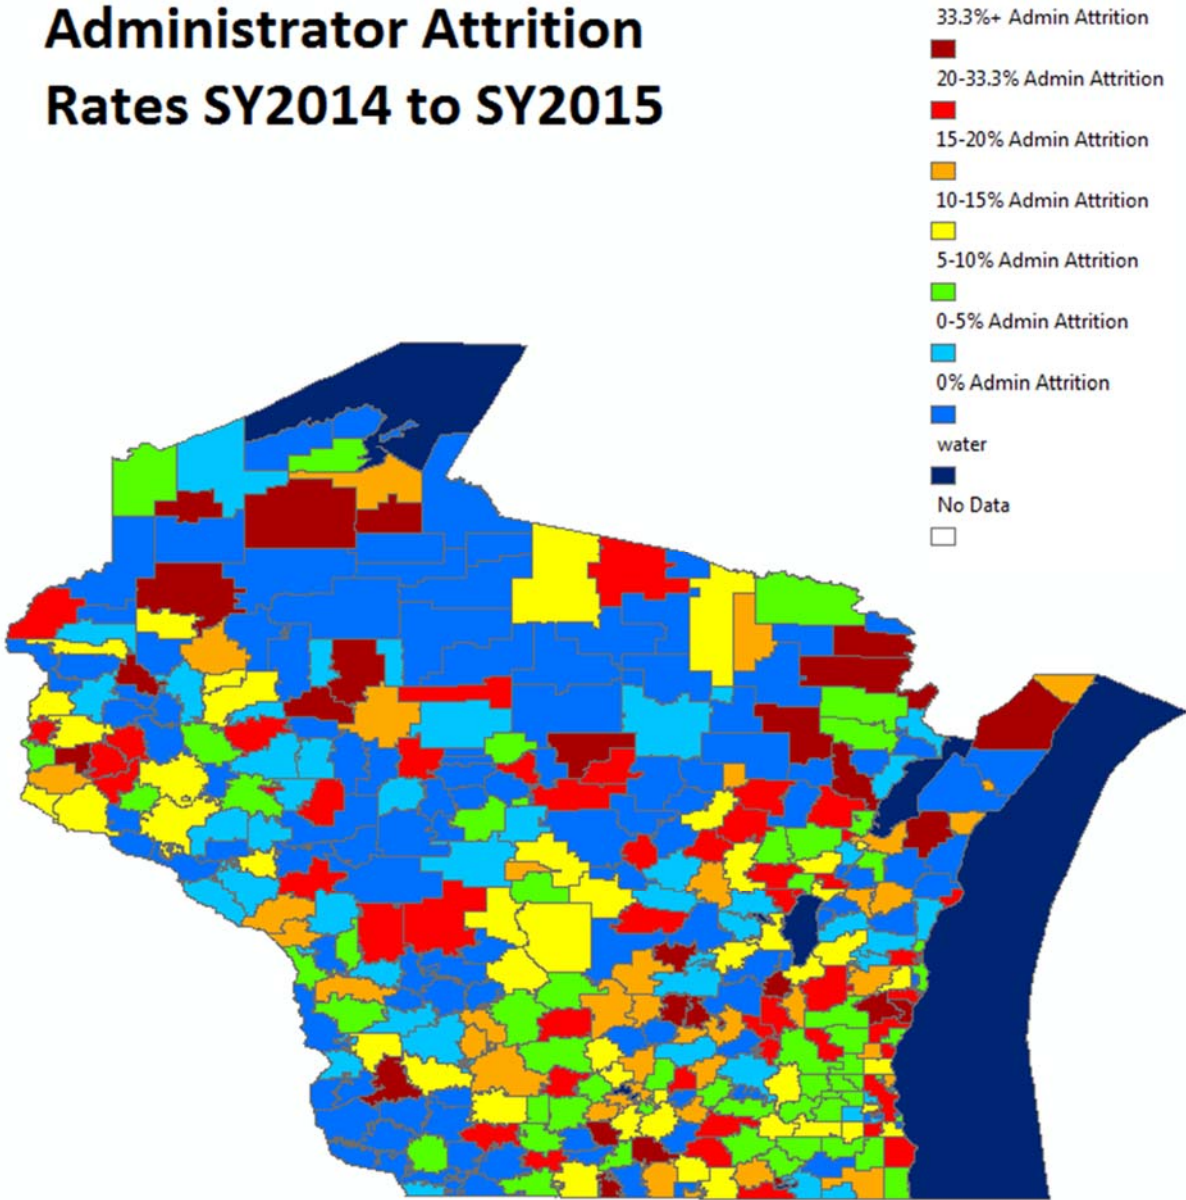 Administrator Attrition
Rates SY2014 to SY2015
33.3%+ Admin Attrition
20-33.3% Admin Attrition
15-20% Admin Attrition
10-15% Admin Attrition
5-10% Admin Attrition
0-5% Admin Attrition
0% Admin Attrition
water
No Data